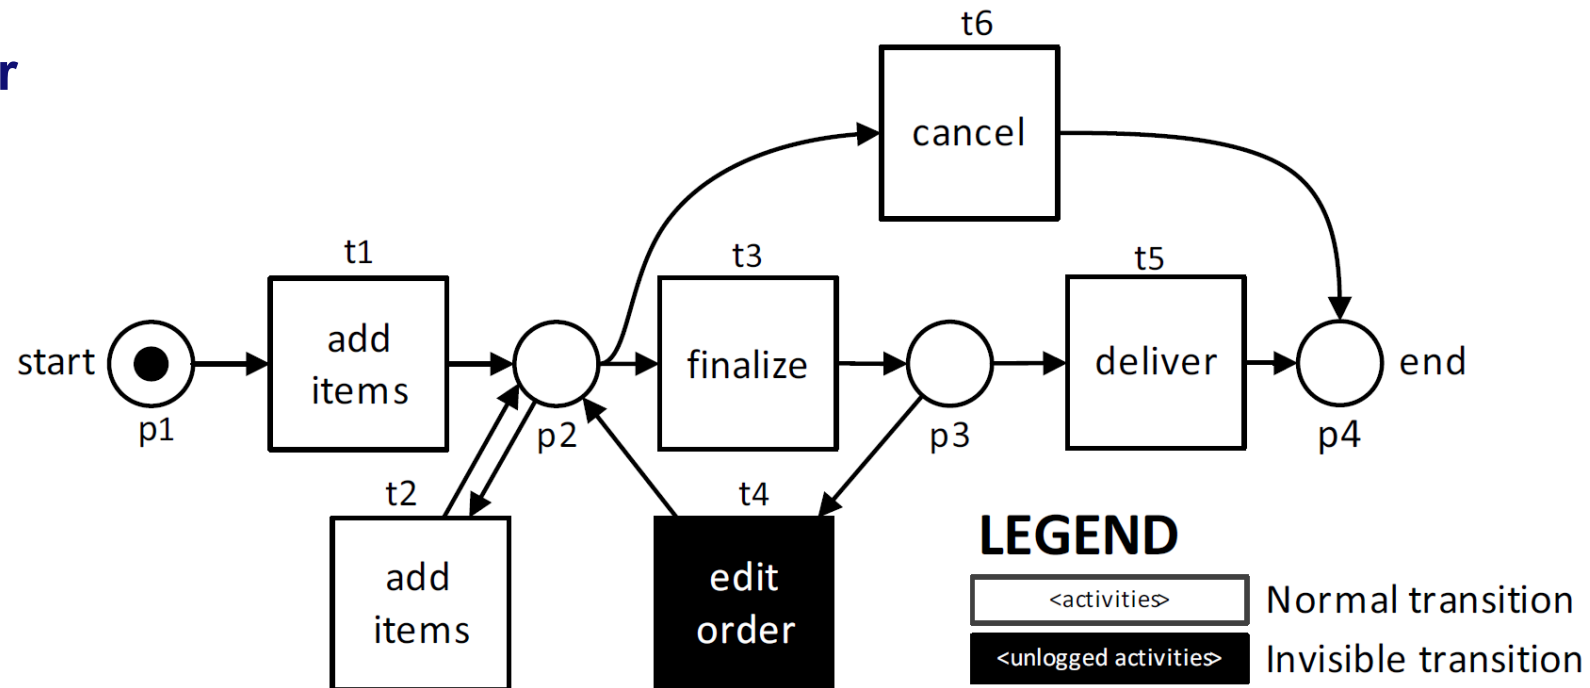 r
t6
cancel
t1
t3
t5
add
items
finalize
deliver
start
end
p1
p2
p3
p4
t2
t4
add
items
edit
order
LEGEND
<activities>
Normal transition
<unlogged activities>
Invisible transition